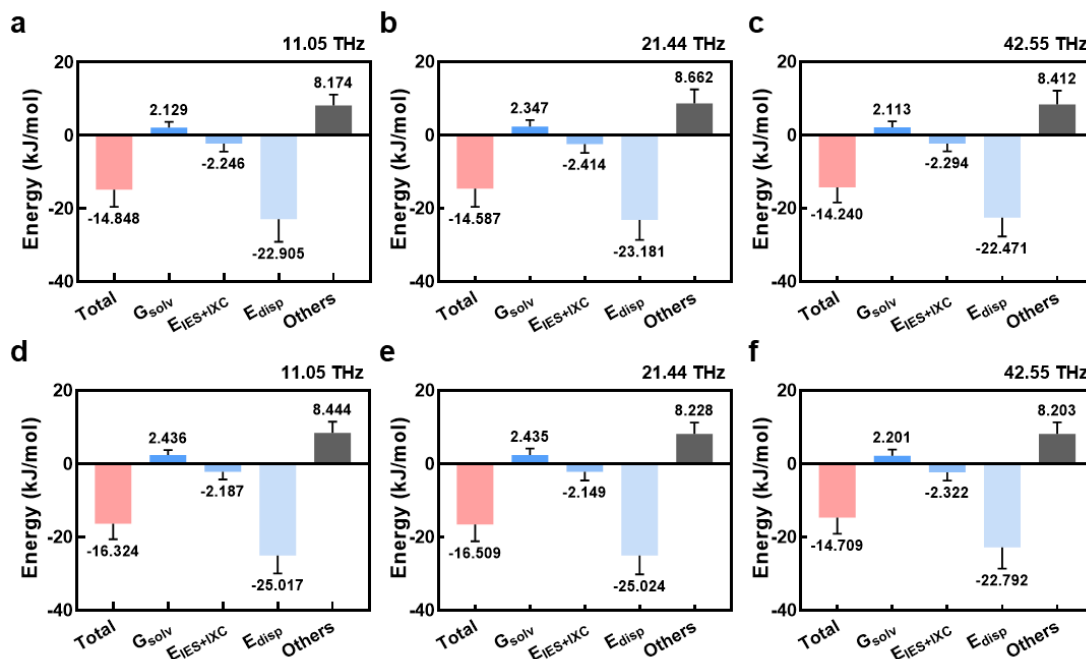 a
11.05 THz
Energy (kJ/mol)
20
0
-20
-40
-14.848
2.129
-2.246
-22.905
8.174
Total
Gsolv
EIES+IXC
Edisp
Others
b
21.44 THz
Energy (kJ/mol)
20
0
-20
-40
-14.587
2.347
-2.414
-23.181
8.662
Total
Gsolv
EIES+IXC
Edisp
Others
c
42.55 THz
Energy (kJ/mol)
20
0
-20
-40
-14.240
2.113
-2.294
-22.471
8.412
Total
Gsolv
EIES+IXC
Edisp
Others
d
11.05 THz
Energy (kJ/mol)
20
0
-20
-40
-16.324
2.436
-2.187
-25.017
8.444
Total
Gsolv
EIES+IXC
Edisp
Others
e
21.44 THz
Energy (kJ/mol)
20
0
-20
-40
-16.509
2.435
-2.149
-25.024
8.228
Total
Gsolv
EIES+IXC
Edisp
Others
f
42.55 THz
Energy (kJ/mol)
20
0
-20
-40
-14.709
2.201
-2.322
-22.792
8.203
Total
Gsolv
EIES+IXC
Edisp
Others